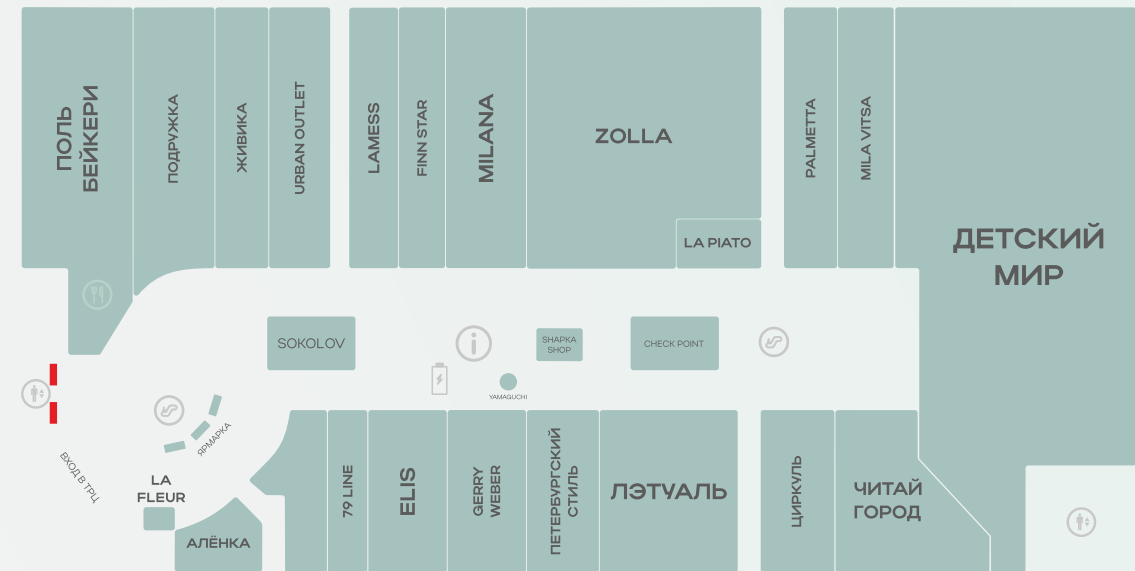 ПОЛЬ
БЕЙКЕРИ
ПОДРУЖКА
ЖИВИКА
URBAN OUTLET
LAMESS
FINN STAR
MILANA
ZOLLA
LA PIATO
PALMETTA
MILA VITSA
ДЕТСКИЙ
МИР
SOKOLOV
SHAPKA
SHOP
CHECK POINT
YAMAGUCHI
ЯРМАРКА
ВХОД В ТРЦ
LA
FLEUR
АЛЁНКА
79 LINE
ELIS
GERRY
WEBER
ПЕТЕРБУРГСКИЙ
СТИЛЬ
ЛЭТУАЛЬ
ЦИРКУЛЬ
ЧИТАЙ
ГОРОД